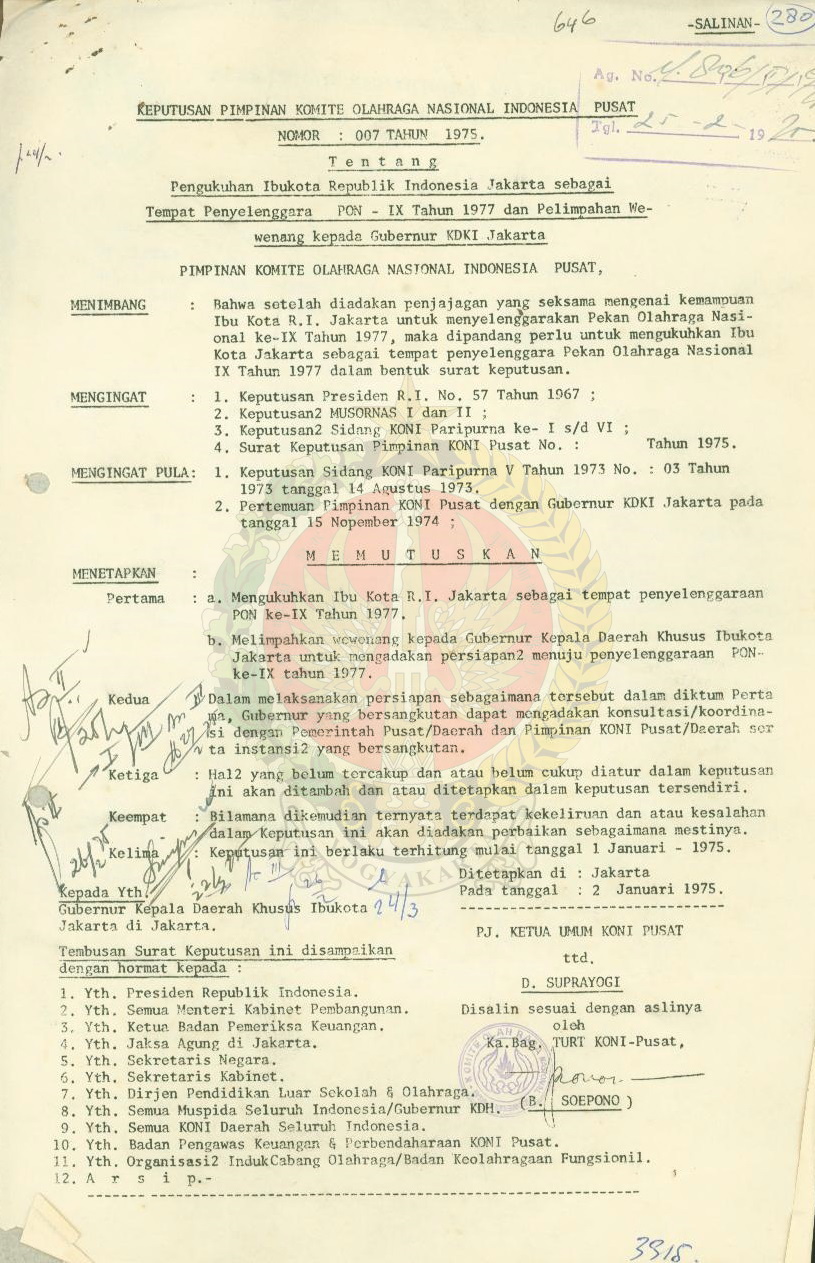 646
-SALINAN-
280
Ag. No.
Tgl. 25 - 2 - 19
KEPUTUSAN PIMPINAN KOMITE OLAHRAGA NASIONAL INDONESIA PUSAT
NOMOR : 007 TAHUN 1975.
T e n t a n g
Pengukuhan Ibukota Republik Indonesia Jakarta sebagai
Tempat Penyelenggara PON - IX Tahun 1977 dan Pelimpahan We-
wenang kepada Gubernur KDKI Jakarta
PIMPINAN KOMITE OLAHRAGA NASIONAL INDONESIA PUSAT,
MENIMBANG : Bahwa setelah diadakan penjajagan yang seksama mengenai kemampuan
Ibu Kota R.I. Jakarta untuk menyelenggarakan Pekan Olahraga Nasi-
onal ke-IX Tahun 1977, maka dipandang perlu untuk mengukuhkan Ibu
Kota Jakarta sebagai tempat penyelenggara Pekan Olahraga Nasional
IX Tahun 1977 dalam bentuk surat keputusan.
MENGINGAT : 1. Keputusan Presiden R.I. No. 57 Tahun 1967 ;
2. Keputusan2 MUSORNAS I dan II ;
3. Keputusan2 Sidang KONI Paripurna ke- I s/d VI ;
4. Surat Keputusan Pimpinan KONI Pusat No. : Tahun 1975.
MENGINGAT PULA: 1. Keputusan Sidang KONI Paripurna V Tahun 1973 No. : 03 Tahun
1973 tanggal 14 Agustus 1973.
2. Pertemuan Pimpinan KONI Pusat dengan Gubernur KDKI Jakarta pada
tanggal 15 Nopember 1974 ;
M E M U T U S K A N
MENETAPKAN :
Pertama : a. Mengukuhkan Ibu Kota R.I. Jakarta sebagai tempat penyelenggaraan
PON ke-IX Tahun 1977.
b. Melimpahkan wewenang kepada Gubernur Kepala Daerah Khusus Ibukota
Jakarta untuk mengadakan persiapan2 menuju penyelenggaraan PON-
ke-IX tahun 1977.
Kedua : Dalam melaksanakan persiapan sebagaimana tersebut dalam diktum Perta
ma, Gubernur yang bersangkutan dapat mengadakan konsultasi/koordina-
si dengan Pemerintah Pusat/Daerah dan Pimpinan KONI Pusat/Daerah ser
ta instansi2 yang bersangkutan.
Ketiga : Hal2 yang belum tercakup dan atau belum cukup diatur dalam keputusan
ini akan ditambah dan atau ditetapkan dalam keputusan tersendiri.
Keempat : Bilamana dikemudian ternyata terdapat kekeliruan dan atau kesalahan
dalam Keputusan ini akan diadakan perbaikan sebagaimana mestinya.
Kelima : Keputusan ini berlaku terhitung mulai tanggal 1 Januari - 1975.
Ditetapkan di : Jakarta
Pada tanggal : 2 Januari 1975.
Kepada Yth.
Gubernur Kepala Daerah Khusus Ibukota
24/3
Jakarta di Jakarta.
PJ. KETUA UMUM KONI PUSAT
ttd.
D. SUPRAYOGI
Tembusan Surat Keputusan ini disampaikan
dengan hormat kepada :
1. Yth. Presiden Republik Indonesia.
2. Yth. Semua Menteri Kabinet Pembangunan.
3. Yth. Ketua Badan Pemeriksa Keuangan.
4. Yth. Jaksa Agung di Jakarta.
5. Yth. Sekretaris Negara.
6. Yth. Sekretaris Kabinet.
7. Yth. Dirjen Pendidikan Luar Sekolah & Olahraga.
8. Yth. Semua Muspida Seluruh Indonesia/Gubernur KDH.
9. Yth. Semua KONI Daerah Seluruh Indonesia.
10. Yth. Badan Pengawas Keuangan & Perbendaharaan KONI Pusat.
11. Yth. Organisasi2 IndukCabang Olahraga/Badan Keolahragaan Fungsionil.
12. A r s i p.-
Disalin sesuai dengan aslinya
oleh
Ka.Bag. TURT KONI-Pusat,
(B. SOEPONO )
3915.